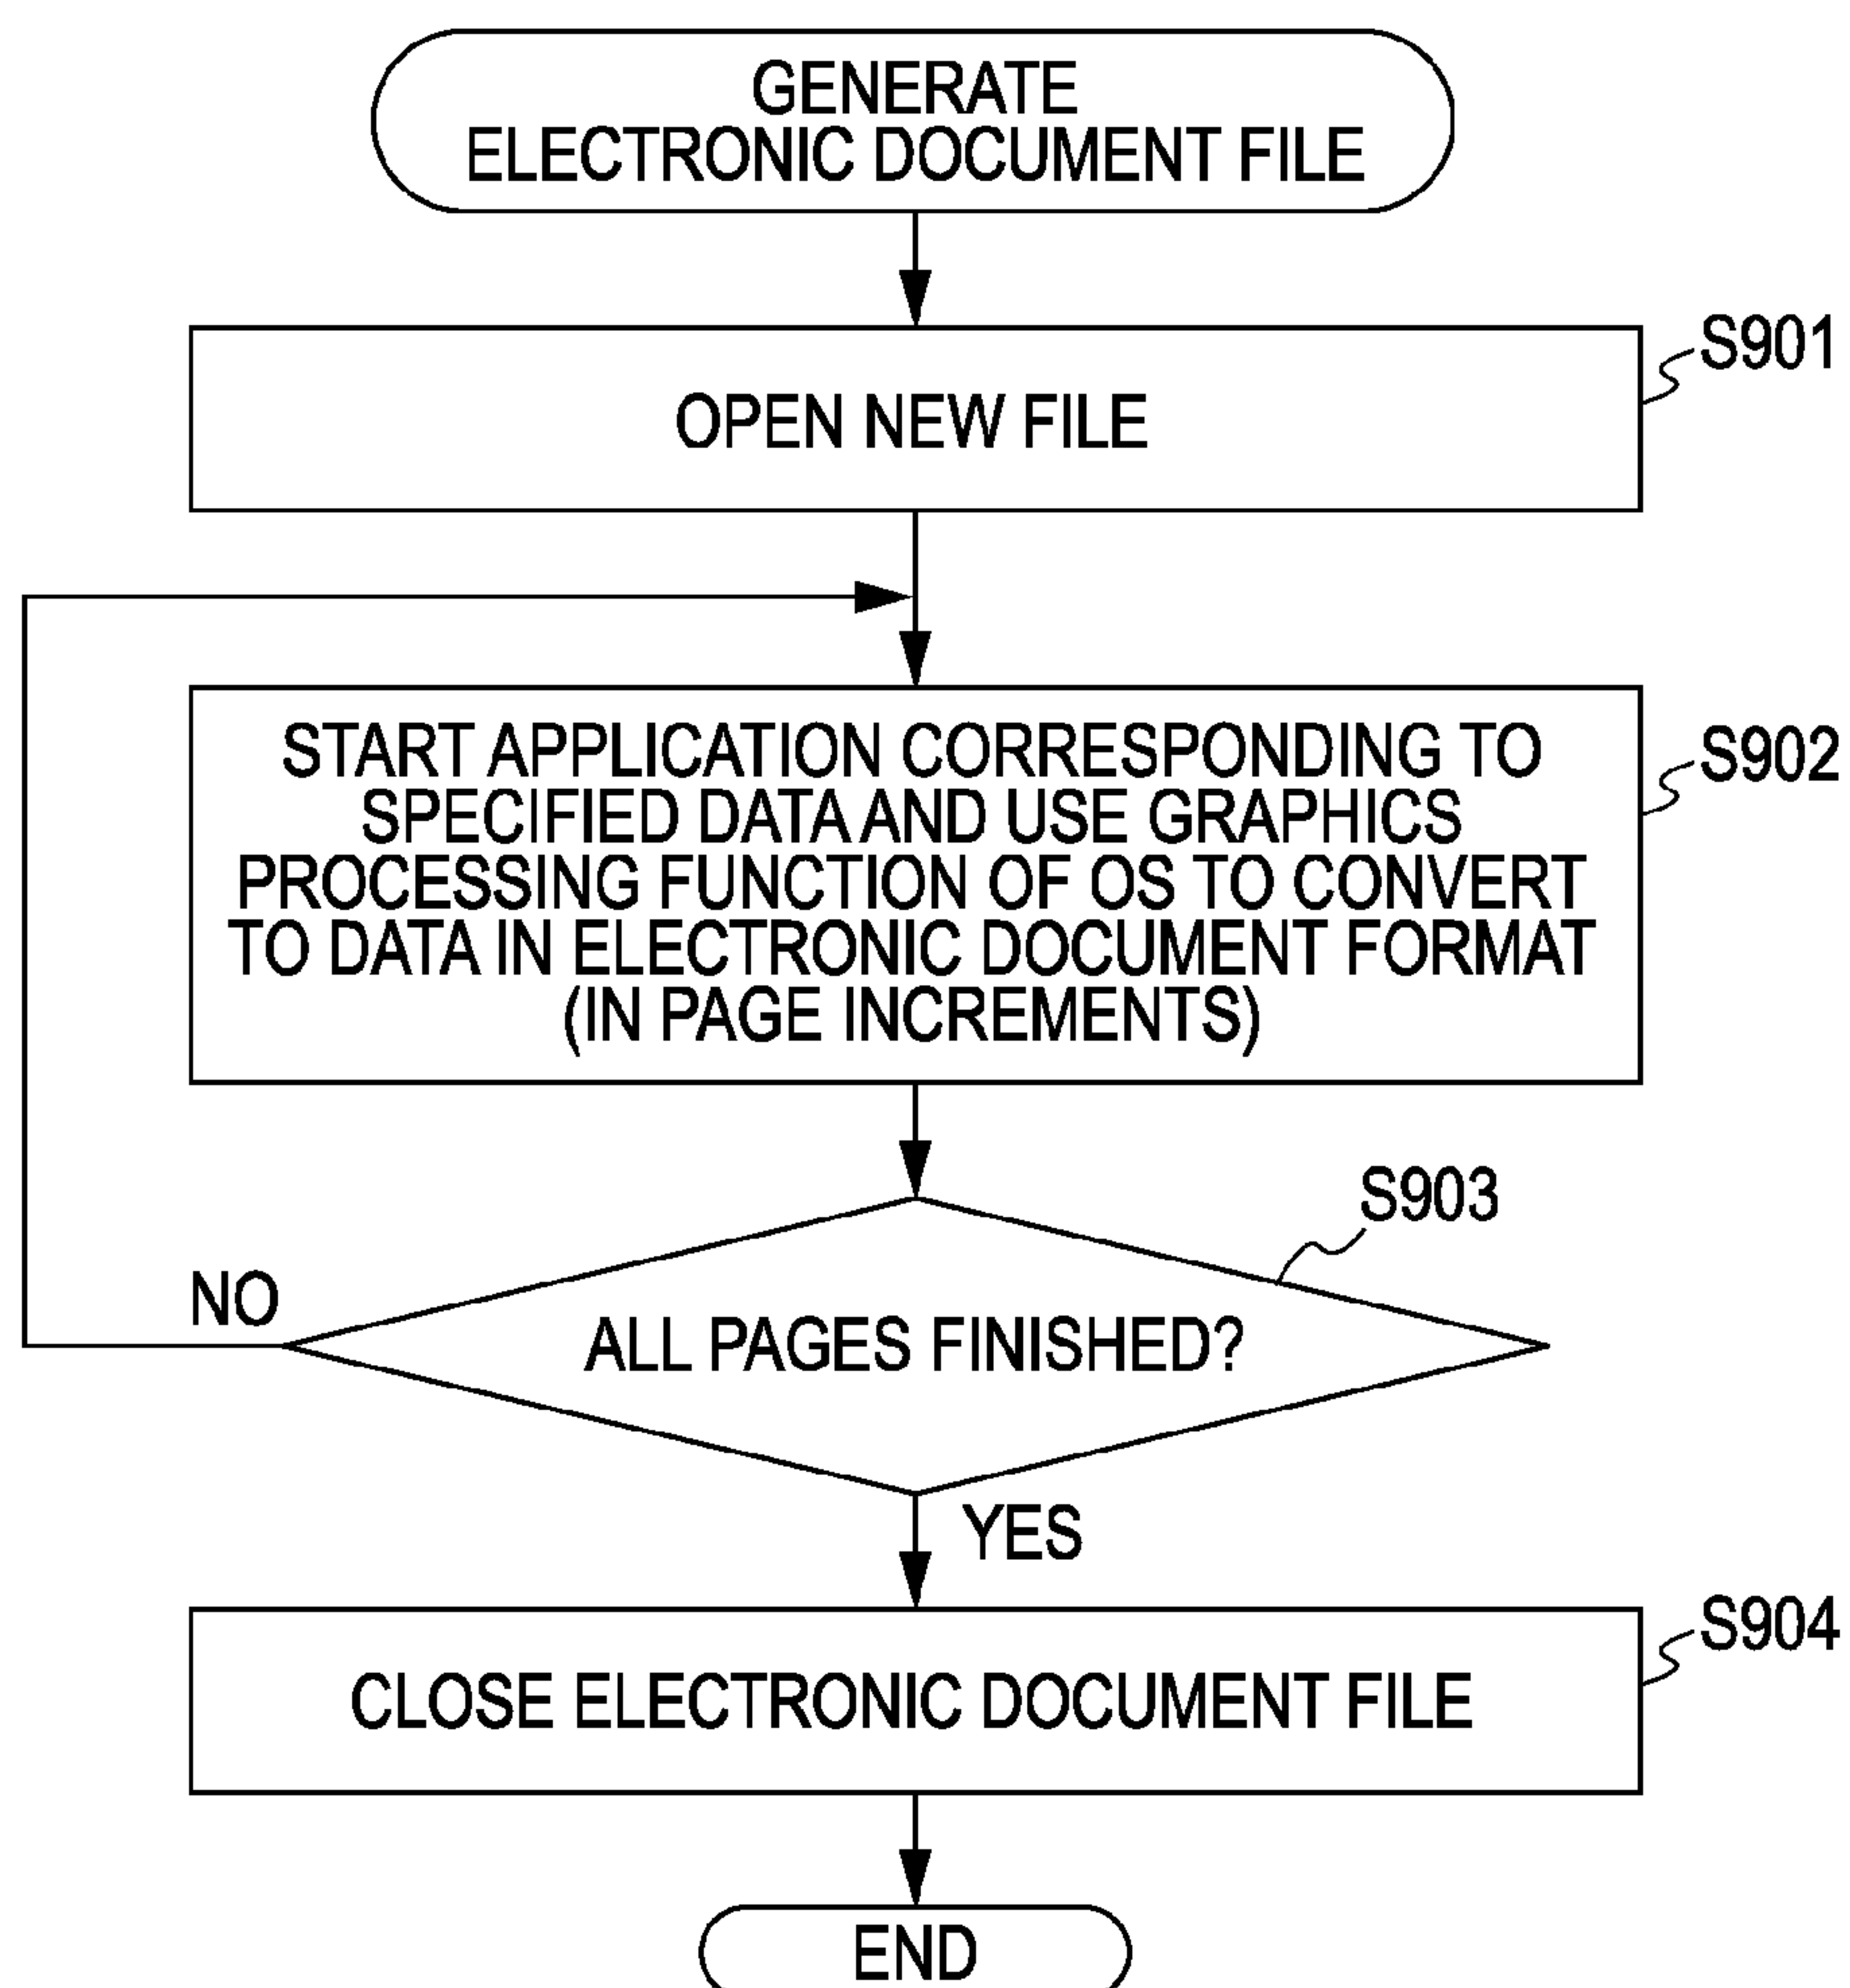 GENERATE
ELECTRONIC DOCUMENT FILE
S901
OPEN NEW FILE
S902
START APPLICATION CORRESPONDING TO
SPECIFIED DATA AND USE GRAPHICS
PROCESSING FUNCTION OF OS TO CONVERT
TO DATA IN ELECTRONIC DOCUMENT FORMAT
(IN PAGE INCREMENTS)
S903
NO
ALL PAGES FINISHED?
YES
S904
CLOSE ELECTRONIC DOCUMENT FILE
END